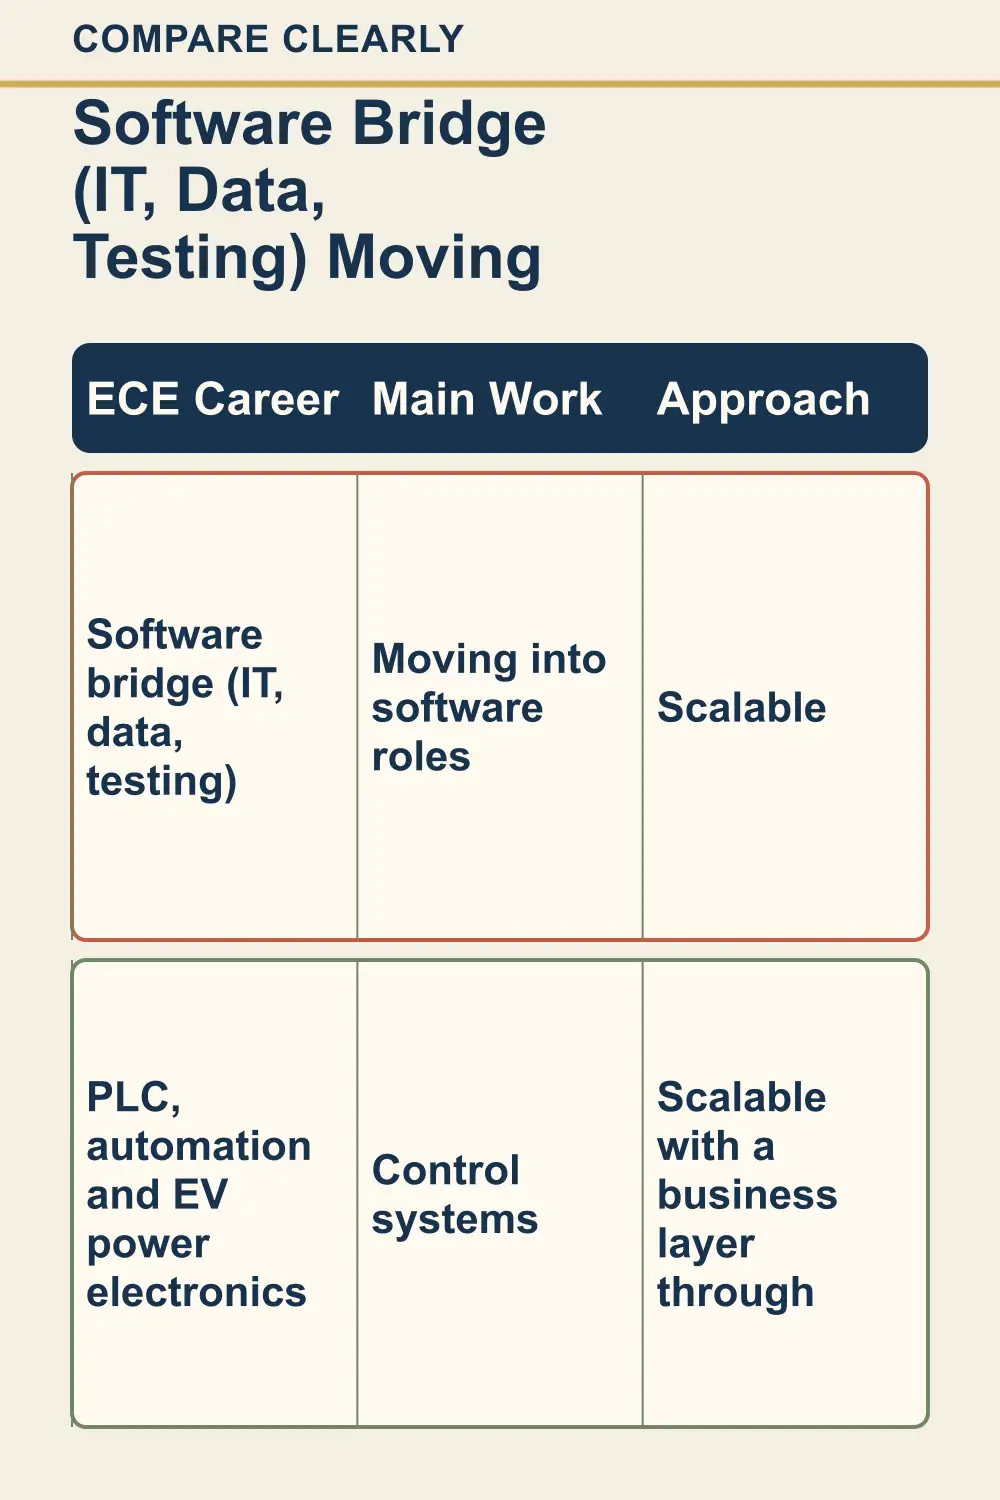 COMPARE CLEARLY
Software Bridge
(IT, Data,
Testing) Moving
ECE Career Main Work Approach
Software
bridge (IT,
data,
testing)
Moving into
software
roles
Scalable
PLC,
automation
and EV
power
electronics
Control
systems
Scalable
with a
business
layer
through